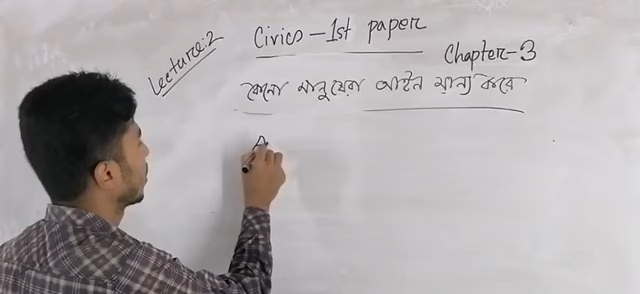 Lecture:2
Civics - 1st paper
Chapter-3
কেনো মানুষেরা আইন মান্য করে
A